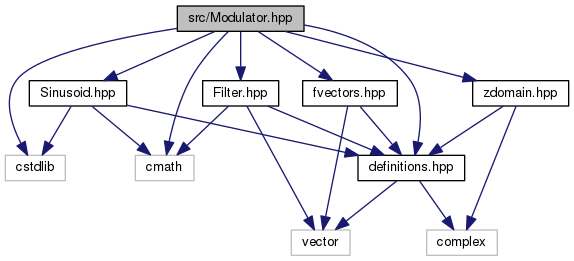 src/Modulator.hpp
Sinusoid.hpp
Filter.hpp
fvectors.hpp
zdomain.hpp
cstdlib
cmath
definitions.hpp
vector
complex